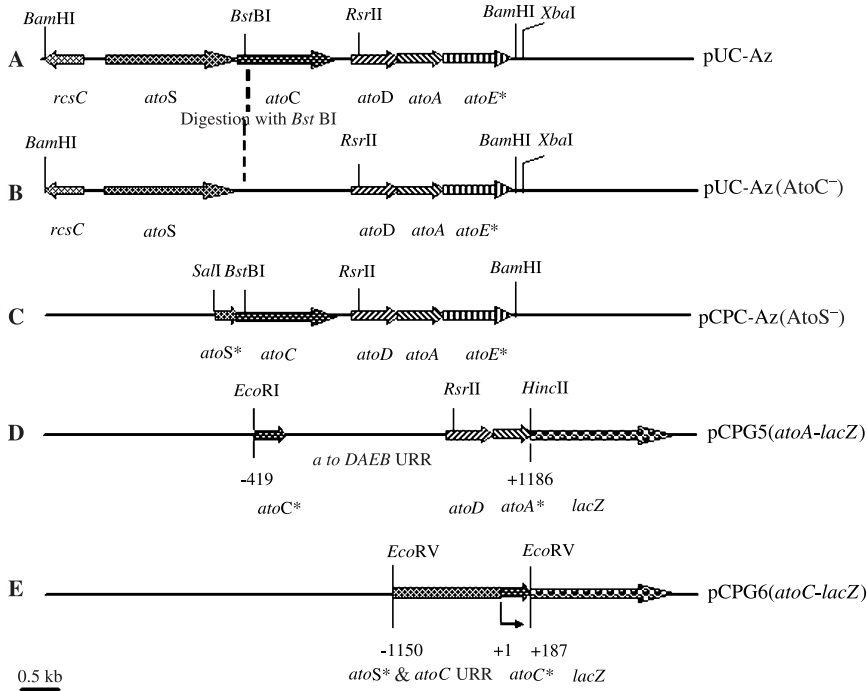 BamHI BstBI RsrII BamHI XbaI
A pUC-Az
rcsC atoS atoC atoD atoA atoE*
Digestion with Bst BI
BamHI RsrII BamHI XbaI
B pUC-Az(AtoC⁻)
rcsC atoS atoD atoA atoE*
SalI BstBI RsrII BamHI
C pCPC-Az(AtoS⁻)
atoS* atoC atoD atoA atoE*
EcoRI RsrII HincII
D pCPG5(atoA-lacZ)
a to DAEB URR
-419 +1186
atoC* atoD atoA* lacZ
EcoRV EcoRV
E pCPG6(atoC-lacZ)
-1150 +1 +187
0.5 kb atoS* & atoC URR atoC* lacZ